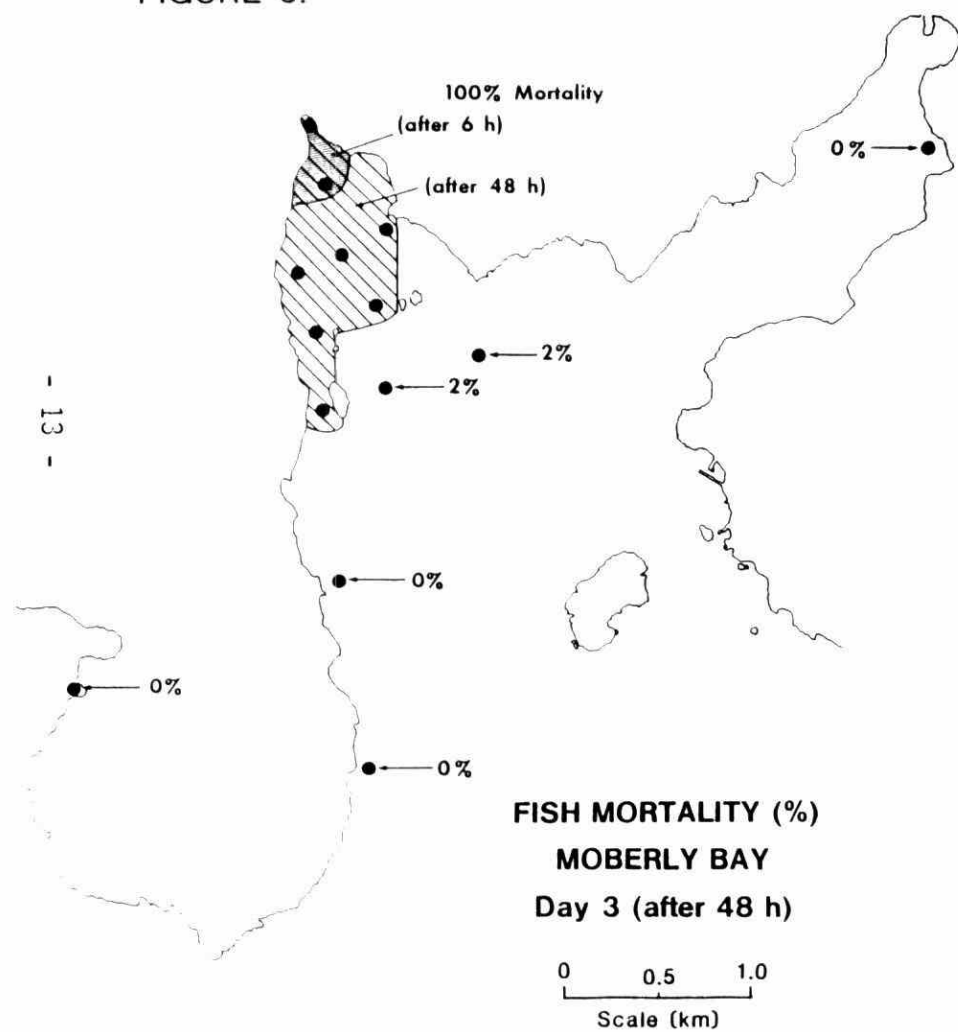 100% Mortality
(after 6 h)
0%
(after 48 h)
2%
2%
- 13 -
0%
0%
0%
FISH MORTALITY (%)
MOBERLY BAY
Day 3 (after 48 h)
0 0.5 1.0
Scale (km)